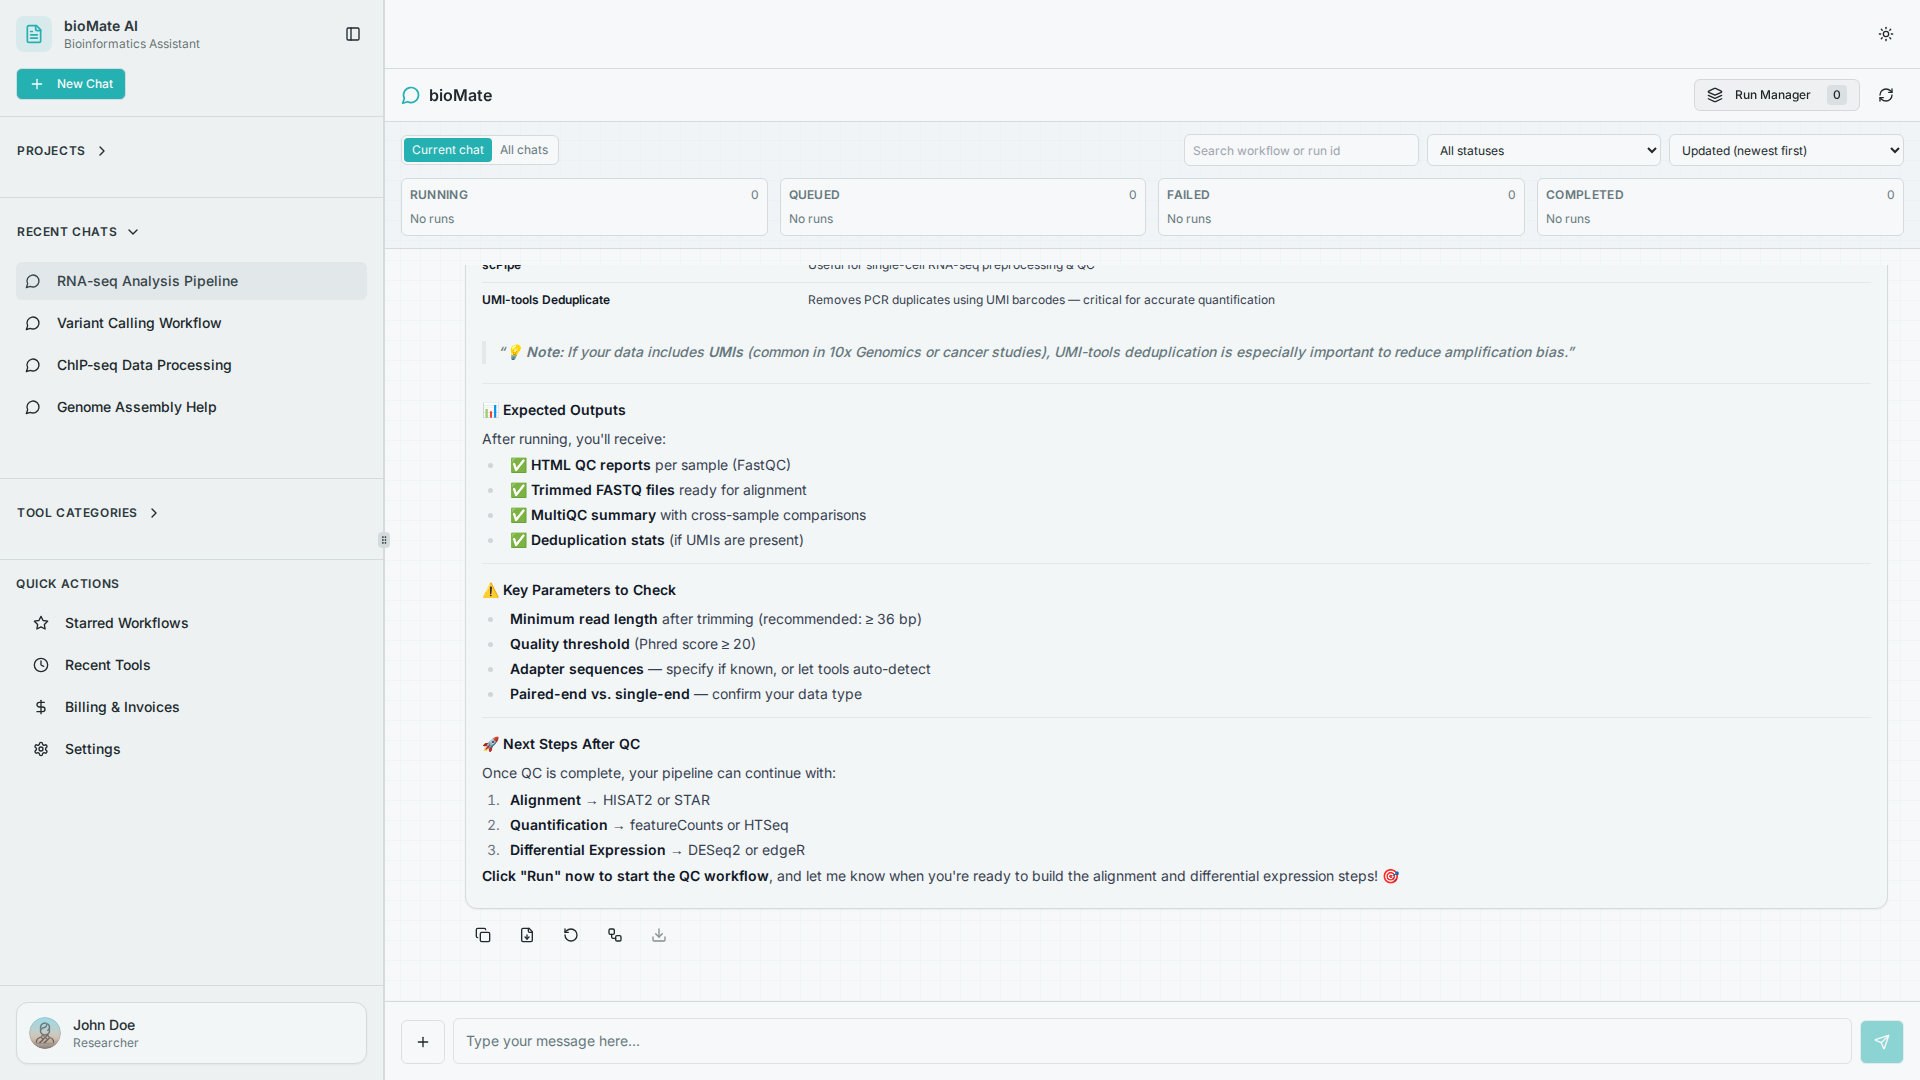 bioMate AI
Bioinformatics Assistant
New Chat
PROJECTS
RECENT CHATS
RNA-seq Analysis Pipeline
Variant Calling Workflow
ChIP-seq Data Processing
Genome Assembly Help
TOOL CATEGORIES
QUICK ACTIONS
Starred Workflows
Recent Tools
Billing & Invoices
Settings
John Doe
Researcher
bioMate
Run Manager 0
Current chat All chats
Search workflow or run id
All statuses
Updated (newest first)
RUNNING 0
No runs
QUEUED 0
No runs
FAILED 0
No runs
COMPLETED 0
No runs
scPipe Useful for single-cell RNA-seq preprocessing & QC
UMI-tools Deduplicate Removes PCR duplicates using UMI barcodes — critical for accurate quantification
“💡 Note: If your data includes UMIs (common in 10x Genomics or cancer studies), UMI-tools deduplication is especially important to reduce amplification bias.”
📊 Expected Outputs
After running, you'll receive:
✅ HTML QC reports per sample (FastQC)
✅ Trimmed FASTQ files ready for alignment
✅ MultiQC summary with cross-sample comparisons
✅ Deduplication stats (if UMIs are present)
⚠️ Key Parameters to Check
Minimum read length after trimming (recommended: ≥ 36 bp)
Quality threshold (Phred score ≥ 20)
Adapter sequences — specify if known, or let tools auto-detect
Paired-end vs. single-end — confirm your data type
🚀 Next Steps After QC
Once QC is complete, your pipeline can continue with:
1. Alignment → HISAT2 or STAR
2. Quantification → featureCounts or HTSeq
3. Differential Expression → DESeq2 or edgeR
Click "Run" now to start the QC workflow, and let me know when you're ready to build the alignment and differential expression steps! 🎯
Type your message here...